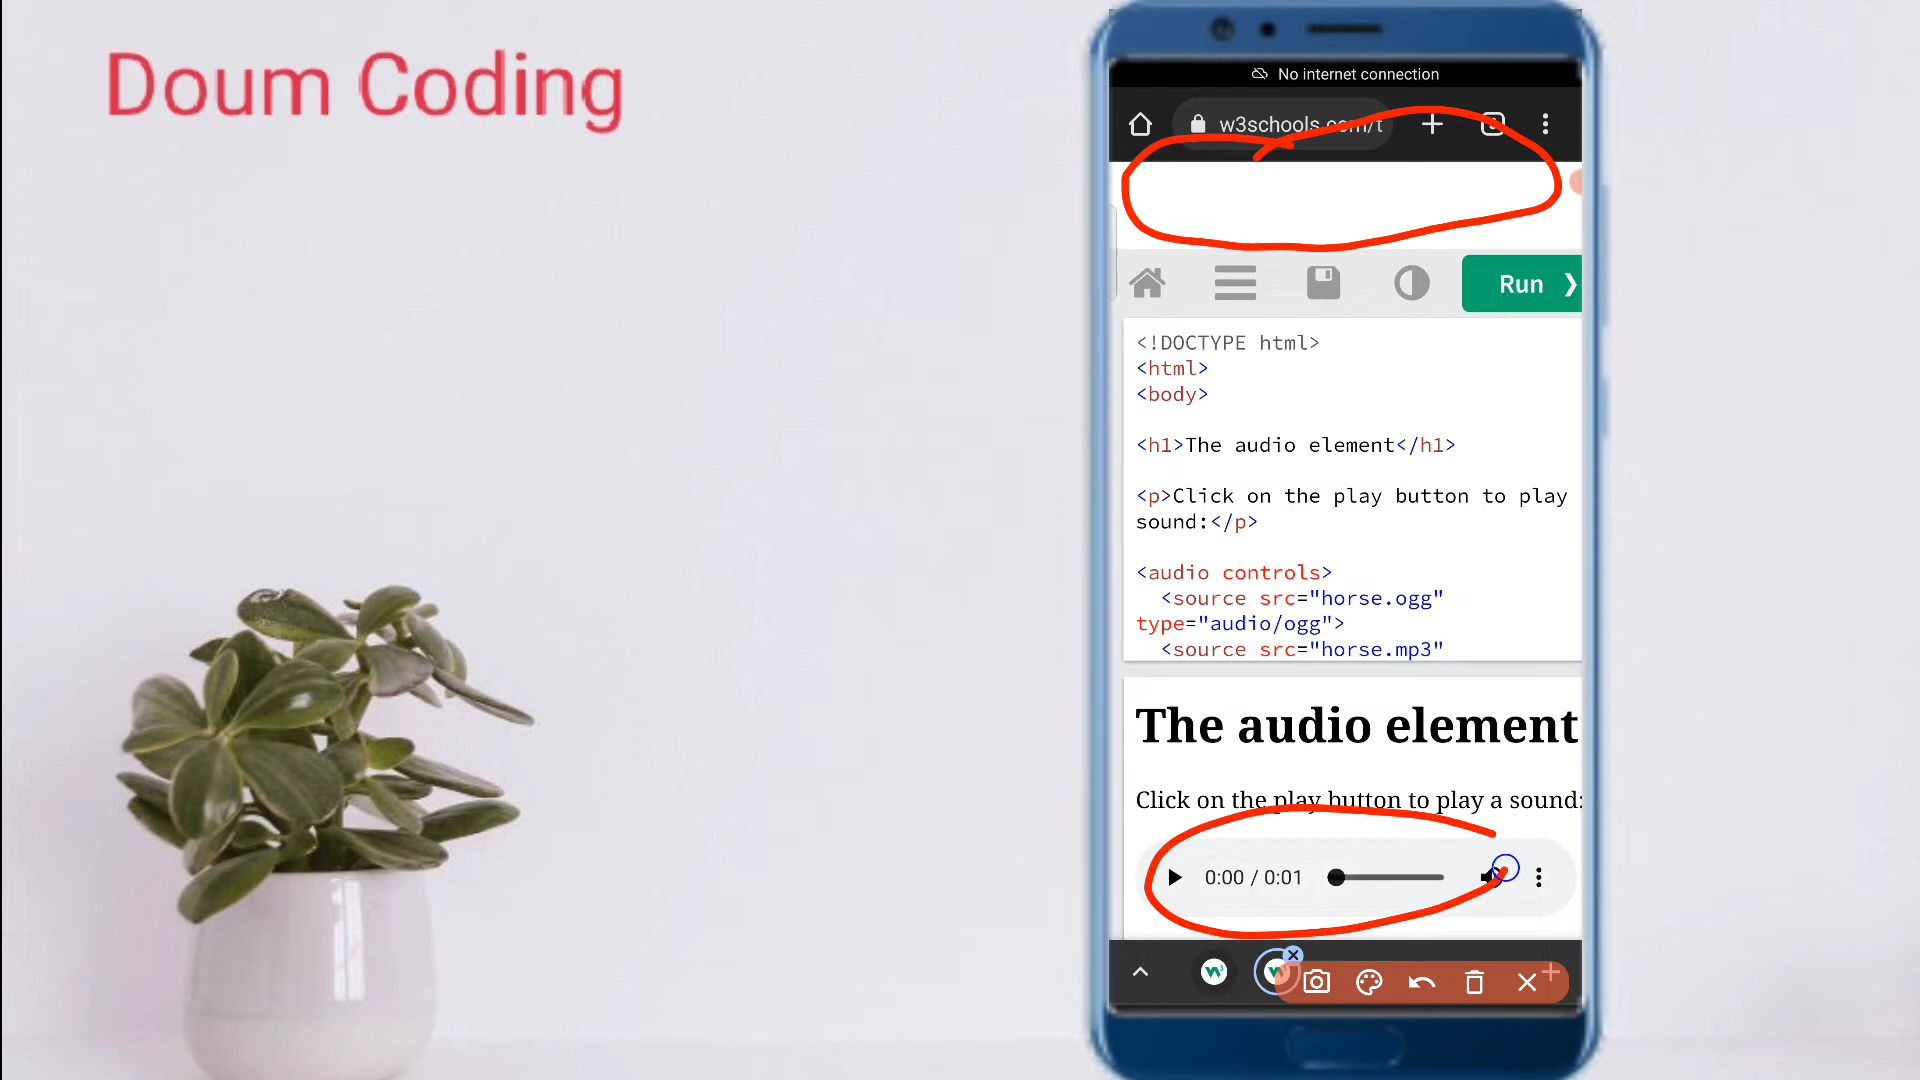 Doum Coding
No internet connection
w3schools.com/t
Run ❯
<!DOCTYPE html>
<html>
<body>
<h1>The audio element</h1>
<p>Click on the play button to play
sound:</p>
<audio controls>
<source src="horse.ogg"
type="audio/ogg">
<source src="horse.mp3"
The audio element
Click on the play button to play a sound:
0:00 / 0:01